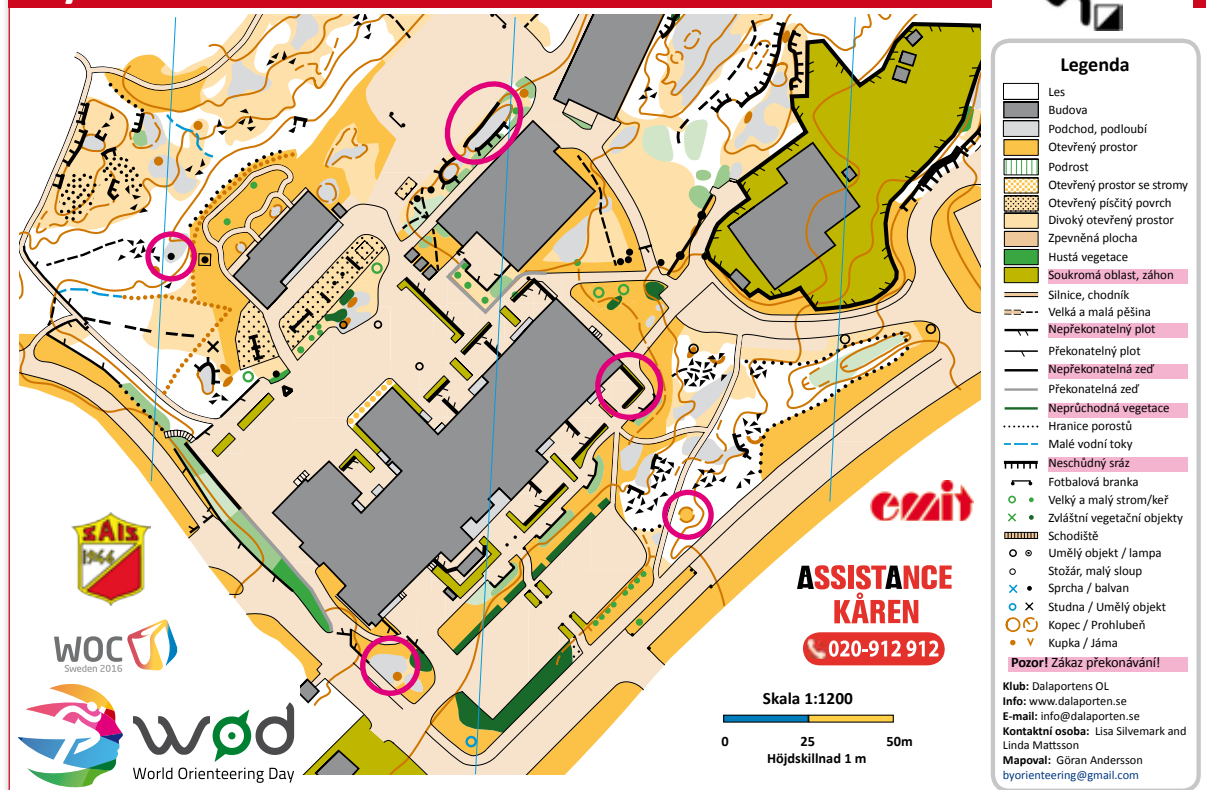 SAIS
1944
WOC
Sweden 2016
wød
World Orienteering Day
emit
ASSISTANCE
KÅREN
020-912 912
Skala 1:1200
0 25 50m
Höjdskillnad 1 m
Legenda
Les
Budova
Podchod, podloubí
Otevřený prostor
Podrost
Otevřený prostor se stromy
Otevřený písčitý povrch
Divoký otevřený prostor
Zpevněná plocha
Hustá vegetace
Soukromá oblast, záhon
Silnice, chodník
Velká a malá pěšina
Nepřekonatelný plot
Překonatelný plot
Nepřekonatelná zeď
Překonatelná zeď
Neprůchodná vegetace
Hranice porostů
Malé vodní toky
Neschůdný sráz
Fotbalová branka
Velký a malý strom/keř
Zvláštní vegetační objekty
Schodiště
Umělý objekt / lampa
Stožár, malý sloup
Sprcha / balvan
Studna / Umělý objekt
Kopec / Prohlubeň
Kupka / Jáma
Pozor! Zákaz překonávání!
Klub: Dalaportens OL
Info: www.dalaporten.se
E-mail: info@dalaporten.se
Kontaktní osoba: Lisa Silvemark and
Linda Mattsson
Mapoval: Göran Andersson
byorienteering@gmail.com